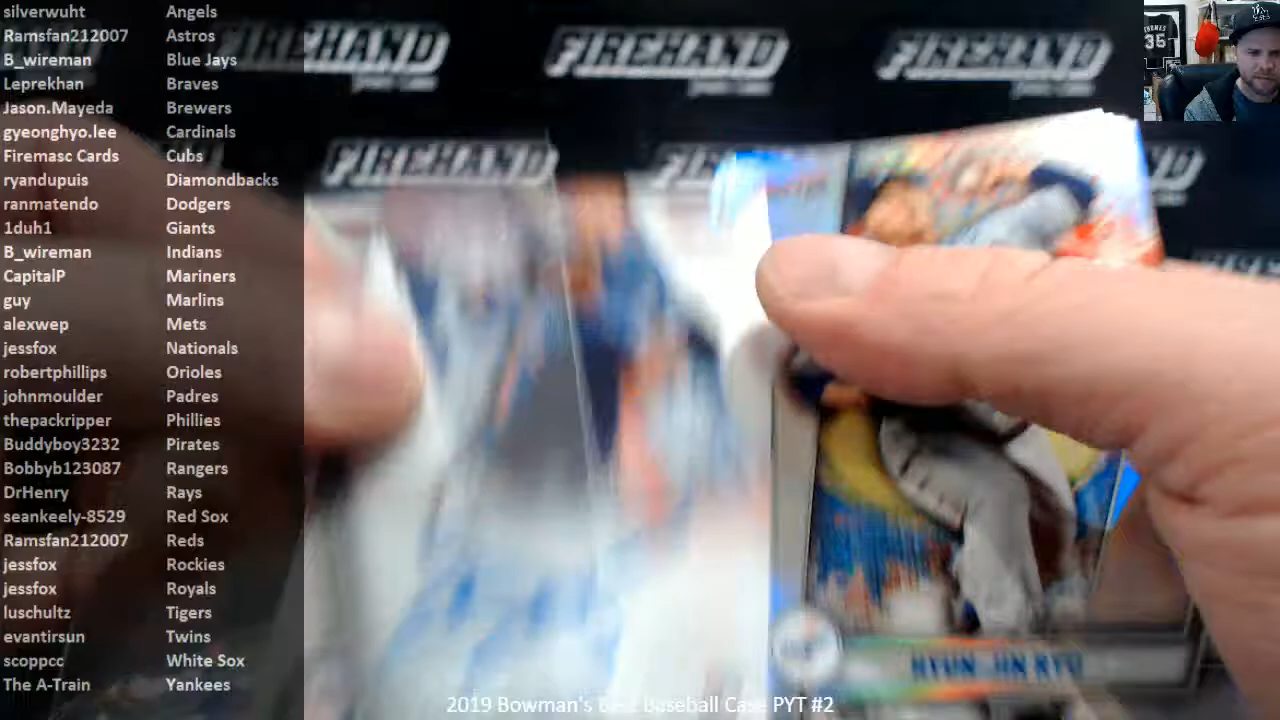 silverwuht Angels
Ramsfan212007 Astros
B_wireman Blue Jays
Leprekhan Braves
Jason.Mayeda Brewers
gyeonghyo.lee Cardinals
Firemasc Cards Cubs
ryandupuis Diamondbacks
ranmatendo Dodgers
1duh1 Giants
B_wireman Indians
CapitalP Mariners
guy Marlins
alexwep Mets
jessfox Nationals
robertphillips Orioles
johnmoulder Padres
thepackripper Phillies
Buddyboy3232 Pirates
Bobbyb123087 Rangers
DrHenry Rays
seankeely-8529 Red Sox
Ramsfan212007 Reds
jessfox Rockies
jessfox Royals
luschultz Tigers
evantirsun Twins
scoppcc White Sox
The A-Train Yankees
FIREHAND FIREHAND FIREHAND
FIREHAND
35
HYUN-JIN RYU
2019 Bowman's Best Baseball Case PYT #2